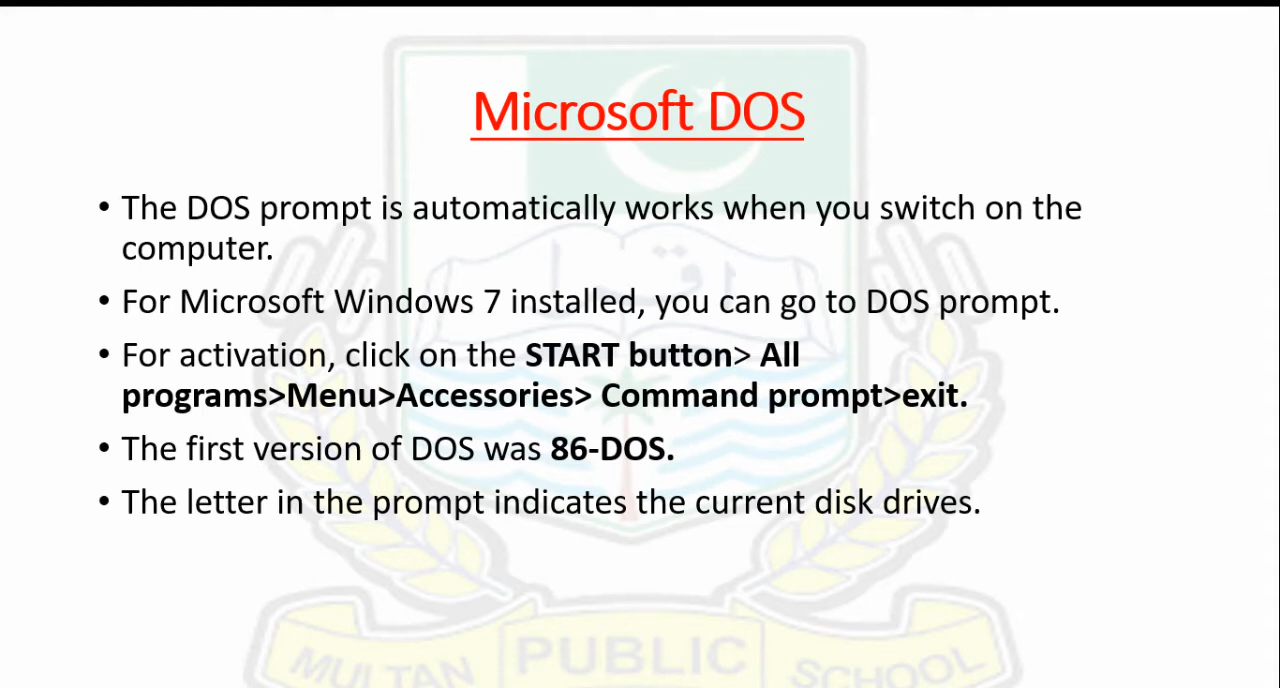 Microsoft DOS
• The DOS prompt is automatically works when you switch on the
computer.
• For Microsoft Windows 7 installed, you can go to DOS prompt.
• For activation, click on the START button> All
programs>Menu>Accessories> Command prompt>exit.
• The first version of DOS was 86-DOS.
• The letter in the prompt indicates the current disk drives.
اقرأ
MULTAN PUBLIC SCHOOL